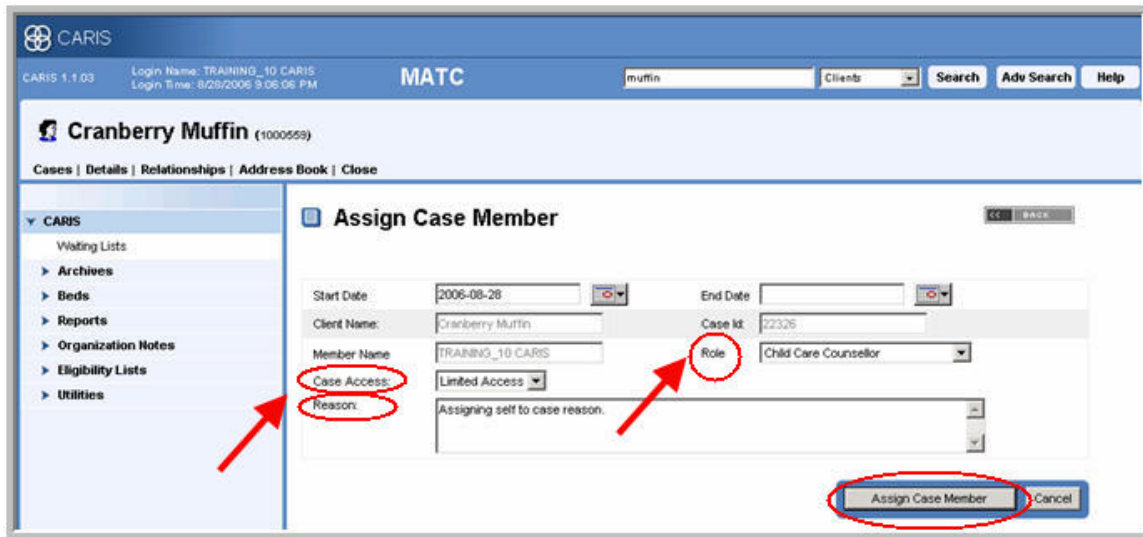 CARIS
CARIS 1.1.03 Login Name: TRAINING_10 CARIS MATC muffin Clients Search Adv Search Help
Login Time: 8/28/2006 9:06:06 PM
Cranberry Muffin (1000559)
Cases | Details | Relationships | Address Book | Close
CARIS
Assign Case Member << BACK
Waiting Lists
Archives
Beds
Reports
Organization Notes
Eligibility Lists
Utilities
Start Date 2006-08-28 End Date
Client Name: Cranberry Muffin Case Id: 22326
Member Name TRAINING_10 CARIS Role Child Care Counsellor
Case Access: Limited Access
Reason: Assigning self to case reason.
Assign Case Member Cancel